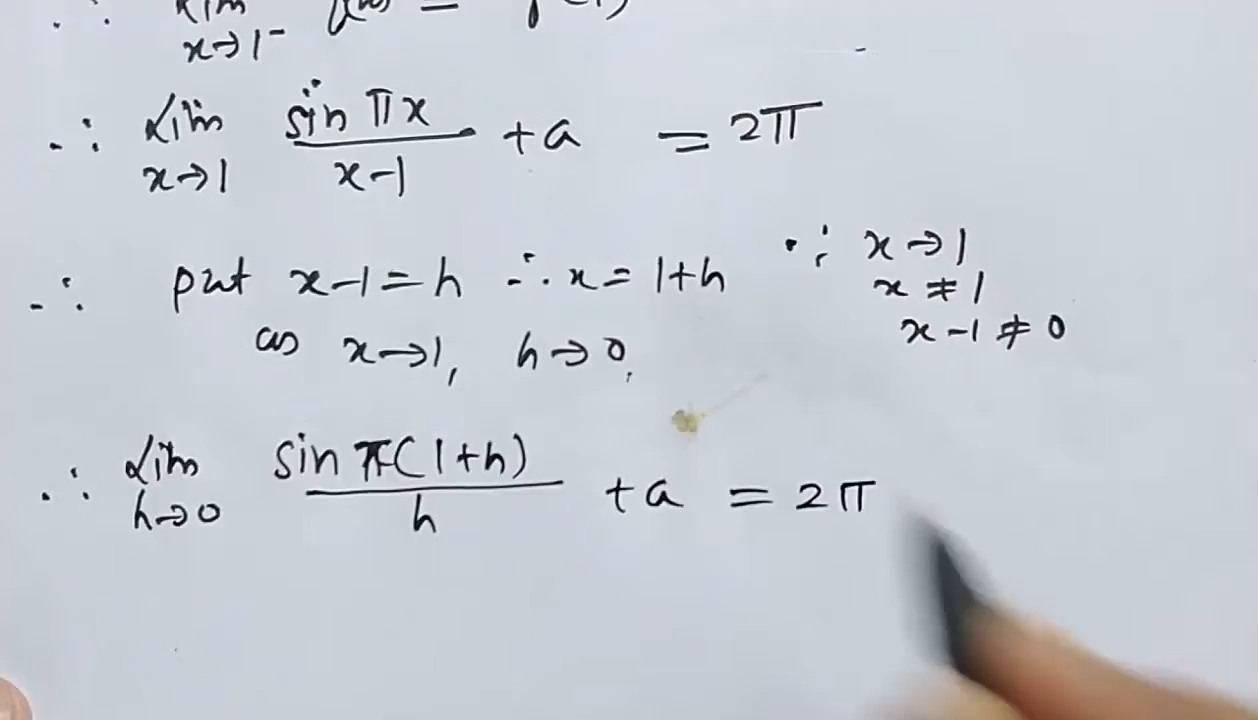 ∴ lim f(x) =
x→1⁻
∴ lim sin πx / x-1 + a = 2π
x→1
∴ put x-1 = h ∴ x = 1+h ∵ x→1
x ≠ 1
as x→1, h→0, x-1 ≠ 0
∴ lim sin π(1+h) / h + a = 2π
h→0